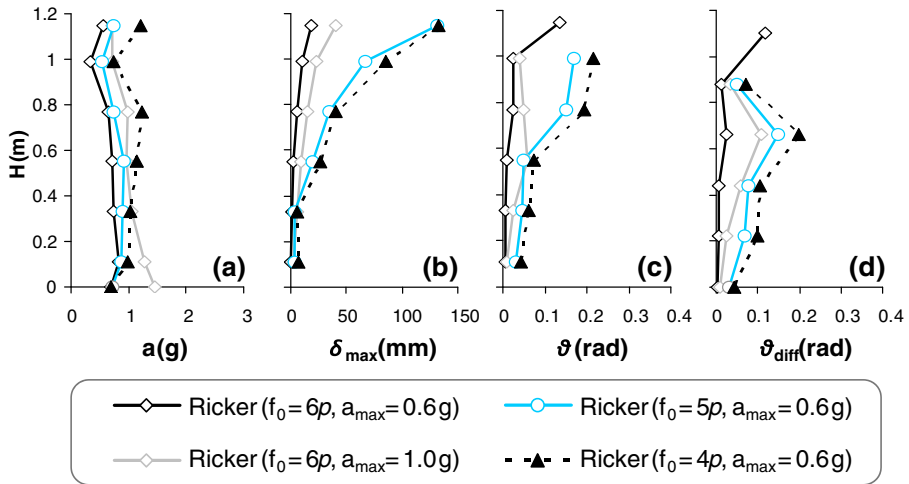 1.2
1
0.8
0.6
0.4
0.2
0
H (m)
(a) (b) (c) (d)
0 1 2 3 0 50 100 150 0 0.1 0.2 0.3 0.4 0 0.1 0.2 0.3 0.4
a(g) δmax(mm) ϑ(rad) ϑdiff(rad)
Ricker (f0=6p, amax=0.6g) Ricker (f0=5p, amax=0.6g)
Ricker (f0=6p, amax=1.0g) Ricker (f0=4p, amax=0.6g)